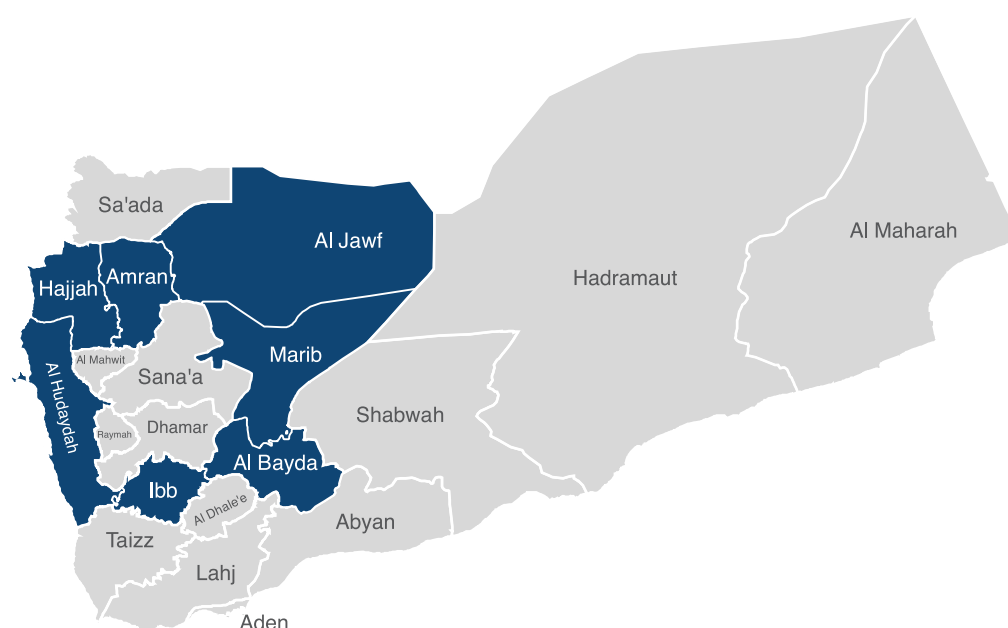 Sa'ada
Al Jawf
Al Maharah
Hajjah
Amran
Hadramaut
Al Mahwit
Marib
Sana'a
Al Hudaydah
Shabwah
Raymah
Dhamar
Al Bayda
Ibb
Al Dhale'e
Abyan
Taizz
Lahj
Aden